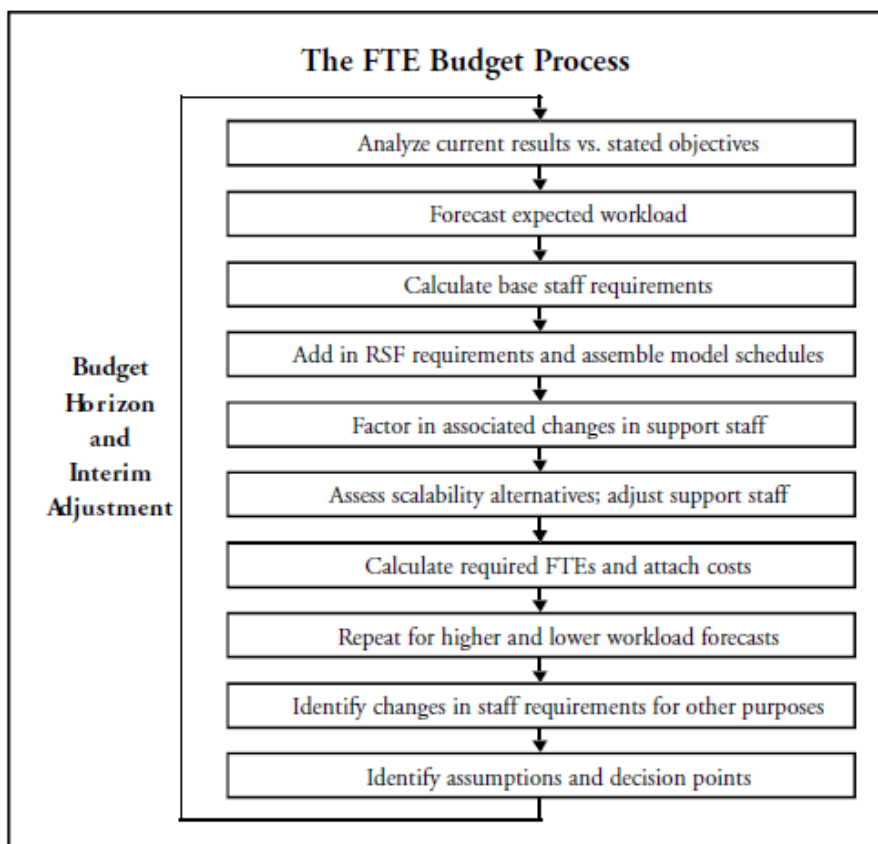 The FTE Budget Process
Analyze current results vs. stated objectives
Forecast expected workload
Calculate base staff requirements
Add in RSF requirements and assemble model schedules
Factor in associated changes in support staff
Assess scalability alternatives; adjust support staff
Calculate required FTEs and attach costs
Repeat for higher and lower workload forecasts
Identify changes in staff requirements for other purposes
Identify assumptions and decision points
Budget
Horizon
and
Interim
Adjustment